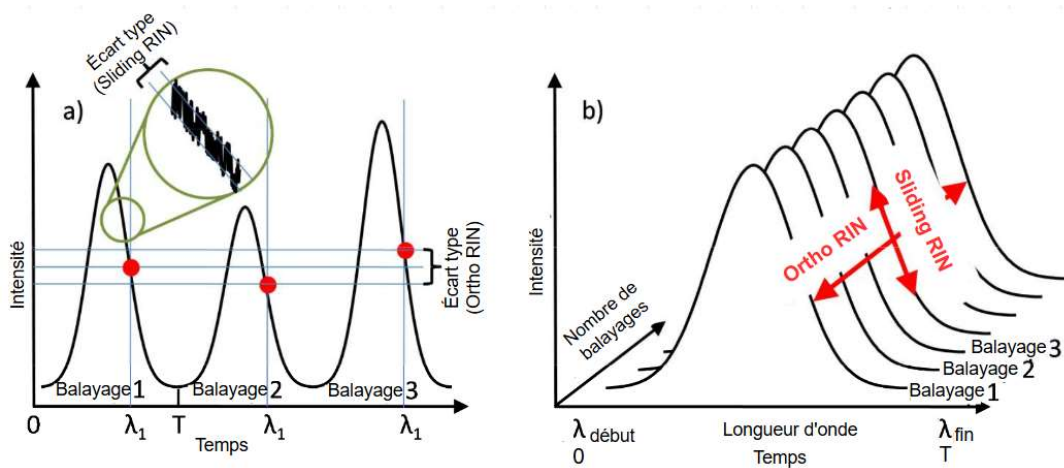 Écart type
(Sliding RIN)
a)
Intensité
Écart type
(Ortho RIN)
Balayage 1
Balayage 2
Balayage 3
0
λ1
T
λ1
λ1
Temps
b)
Intensité
Nombre de
balayages
Ortho RIN
Sliding RIN
Balayage 3
Balayage 2
Balayage 1
λ début
0
Longueur d'onde
Temps
λ fin
T